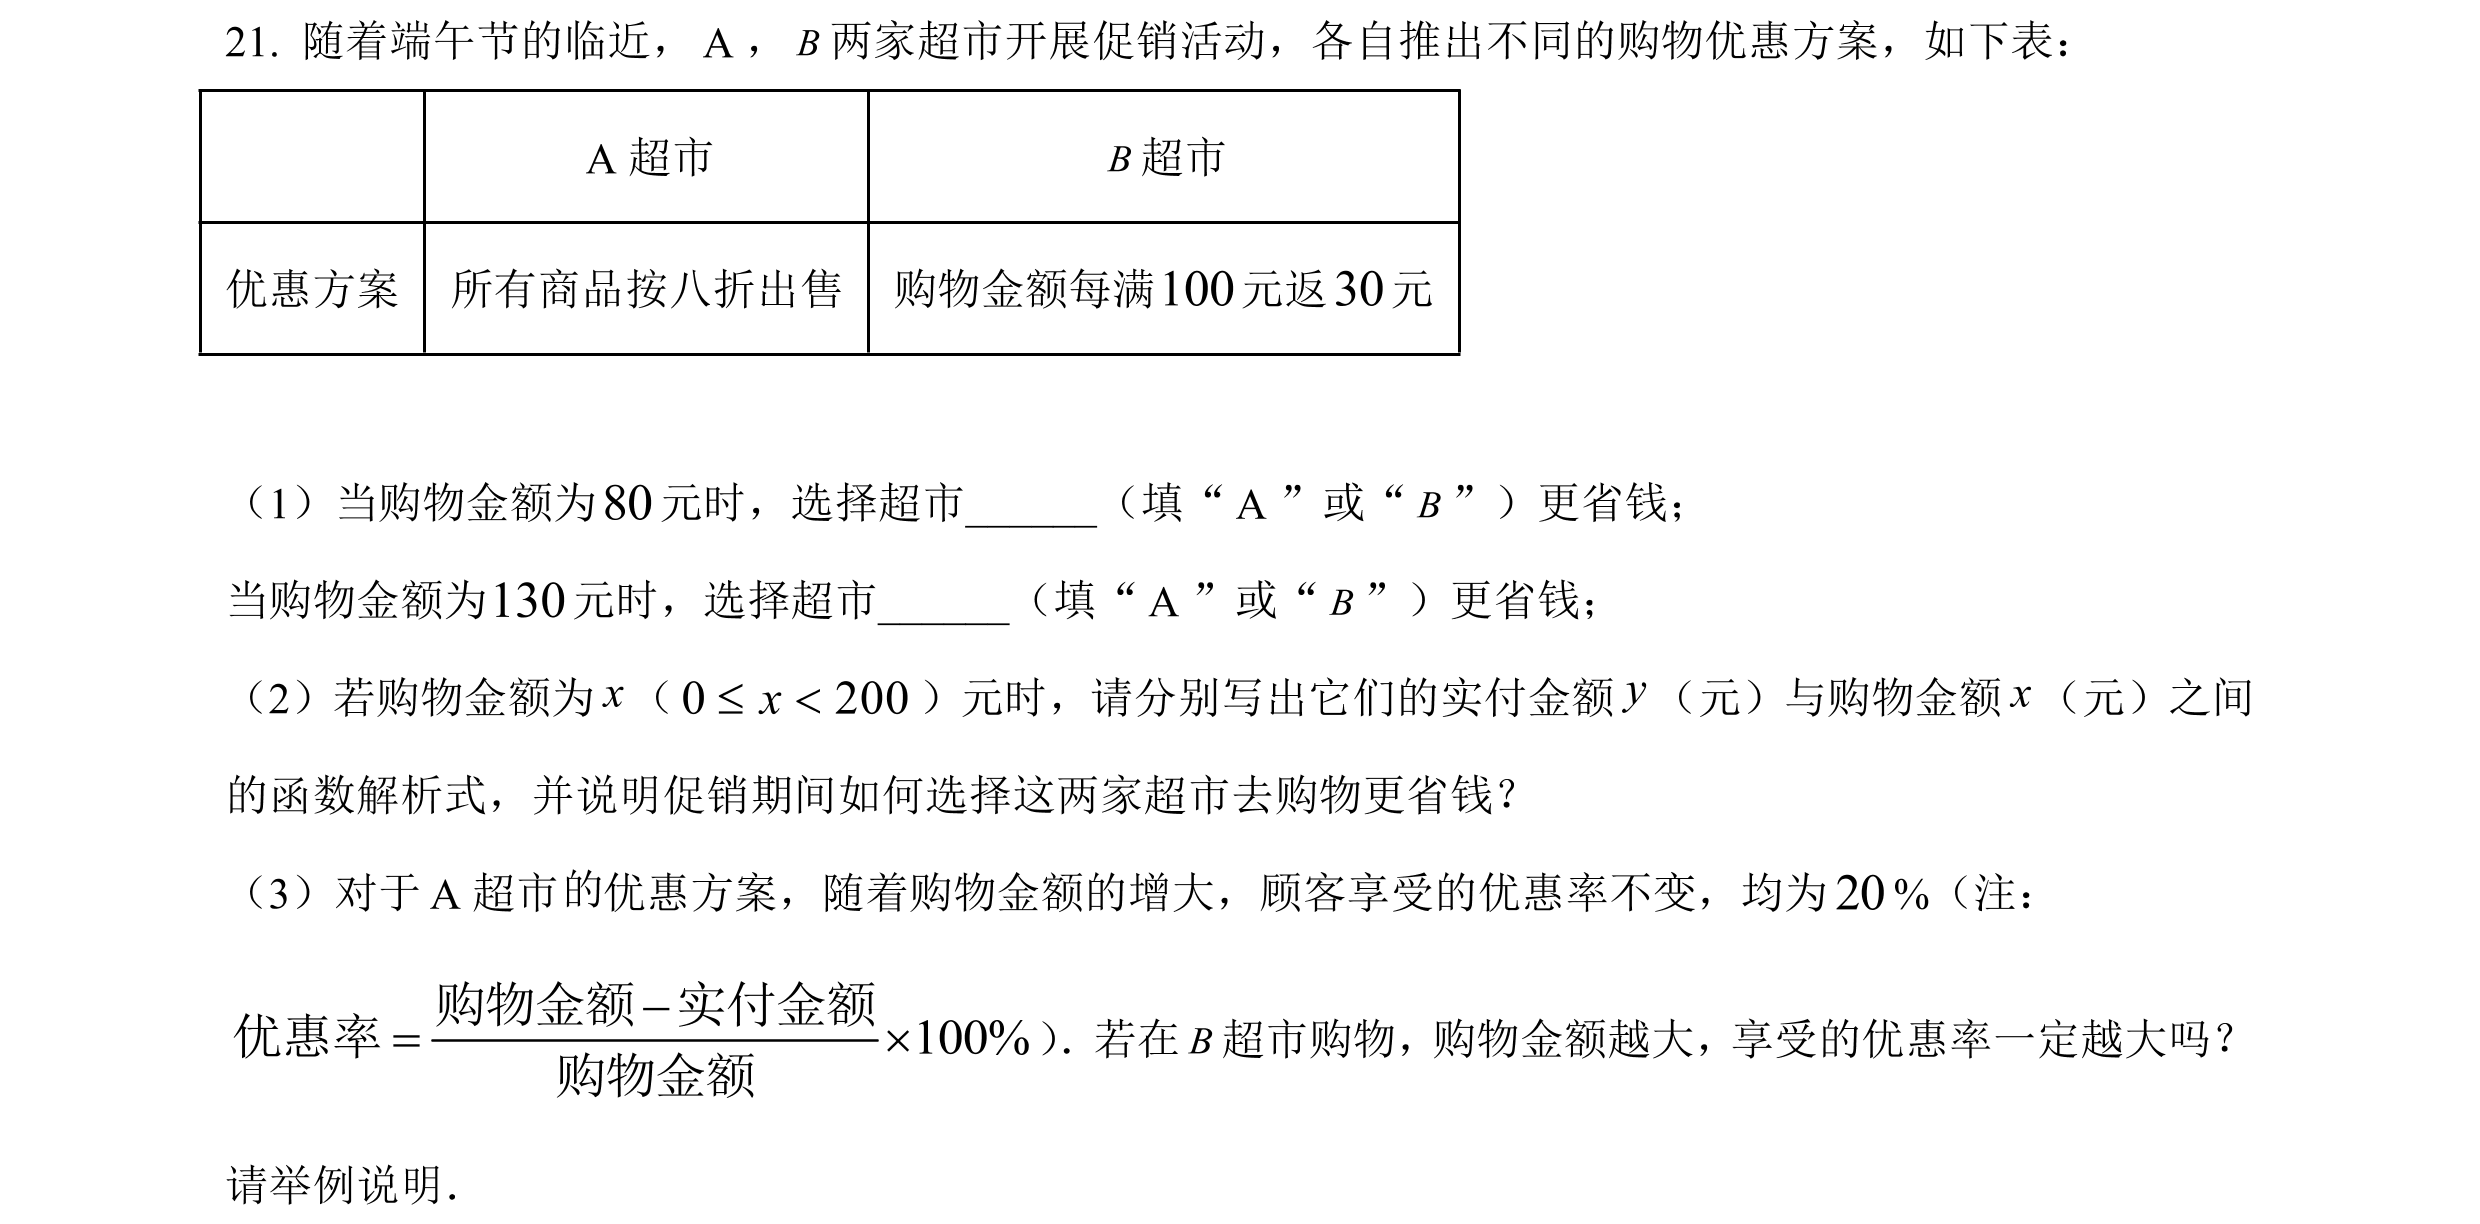 21. 随着端午节的临近， A ， B 两家超市开展促销活动，各自推出不同的购物优惠方案，如下表：
A 超市 B 超市
优惠方案 所有商品按八折出售 购物金额每满100元返30元
（1）当购物金额为80元时，选择超市______（填“ A ”或“ B ”）更省钱；
当购物金额为130元时，选择超市______（填“ A ”或“ B ”）更省钱；
（2）若购物金额为 x （ 0 ≤ x < 200 ）元时，请分别写出它们的实付金额 y （元）与购物金额 x （元）之间
的函数解析式，并说明促销期间如何选择这两家超市去购物更省钱？
（3）对于 A 超市的优惠方案，随着购物金额的增大，顾客享受的优惠率不变，均为 20 %（注：
优惠率 = (购物金额－实付金额)/购物金额 ×100% ）．若在 B 超市购物，购物金额越大，享受的优惠率一定越大吗？
请举例说明．